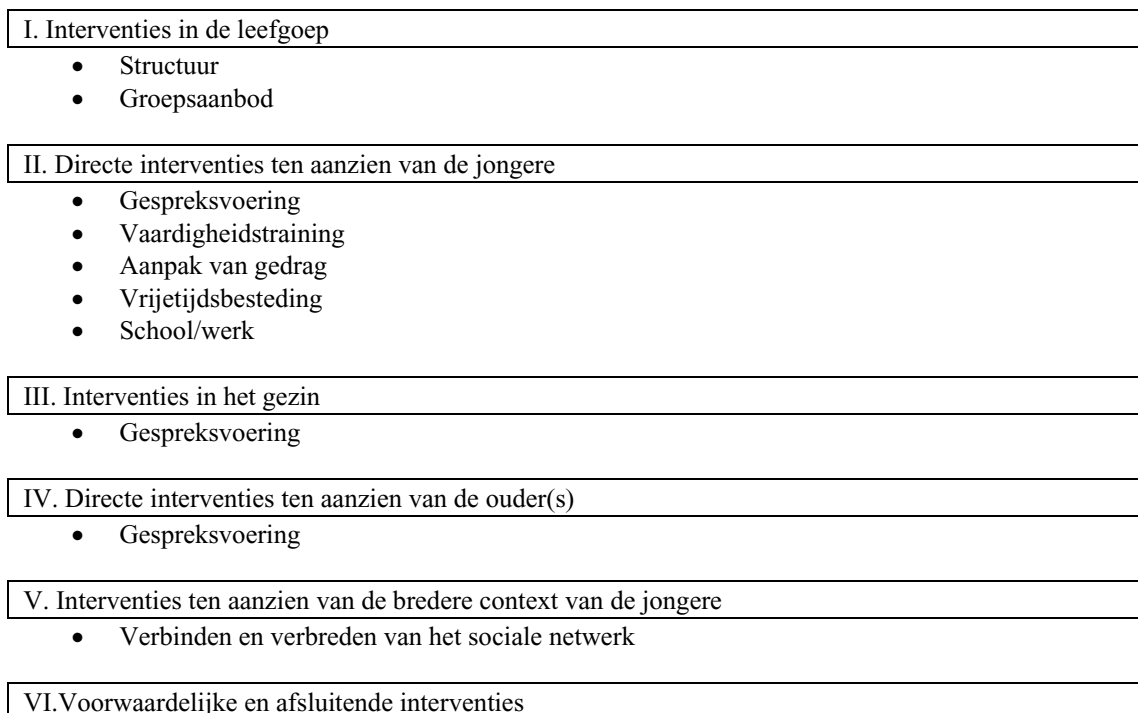 I. Interventies in de leefgoep
• Structuur
• Groepsaanbod
II. Directe interventies ten aanzien van de jongere
• Gespreksvoering
• Vaardigheidstraining
• Aanpak van gedrag
• Vrijetijdsbesteding
• School/werk
III. Interventies in het gezin
• Gespreksvoering
IV. Directe interventies ten aanzien van de ouder(s)
• Gespreksvoering
V. Interventies ten aanzien van de bredere context van de jongere
• Verbinden en verbreden van het sociale netwerk
VI.Voorwaardelijke en afsluitende interventies